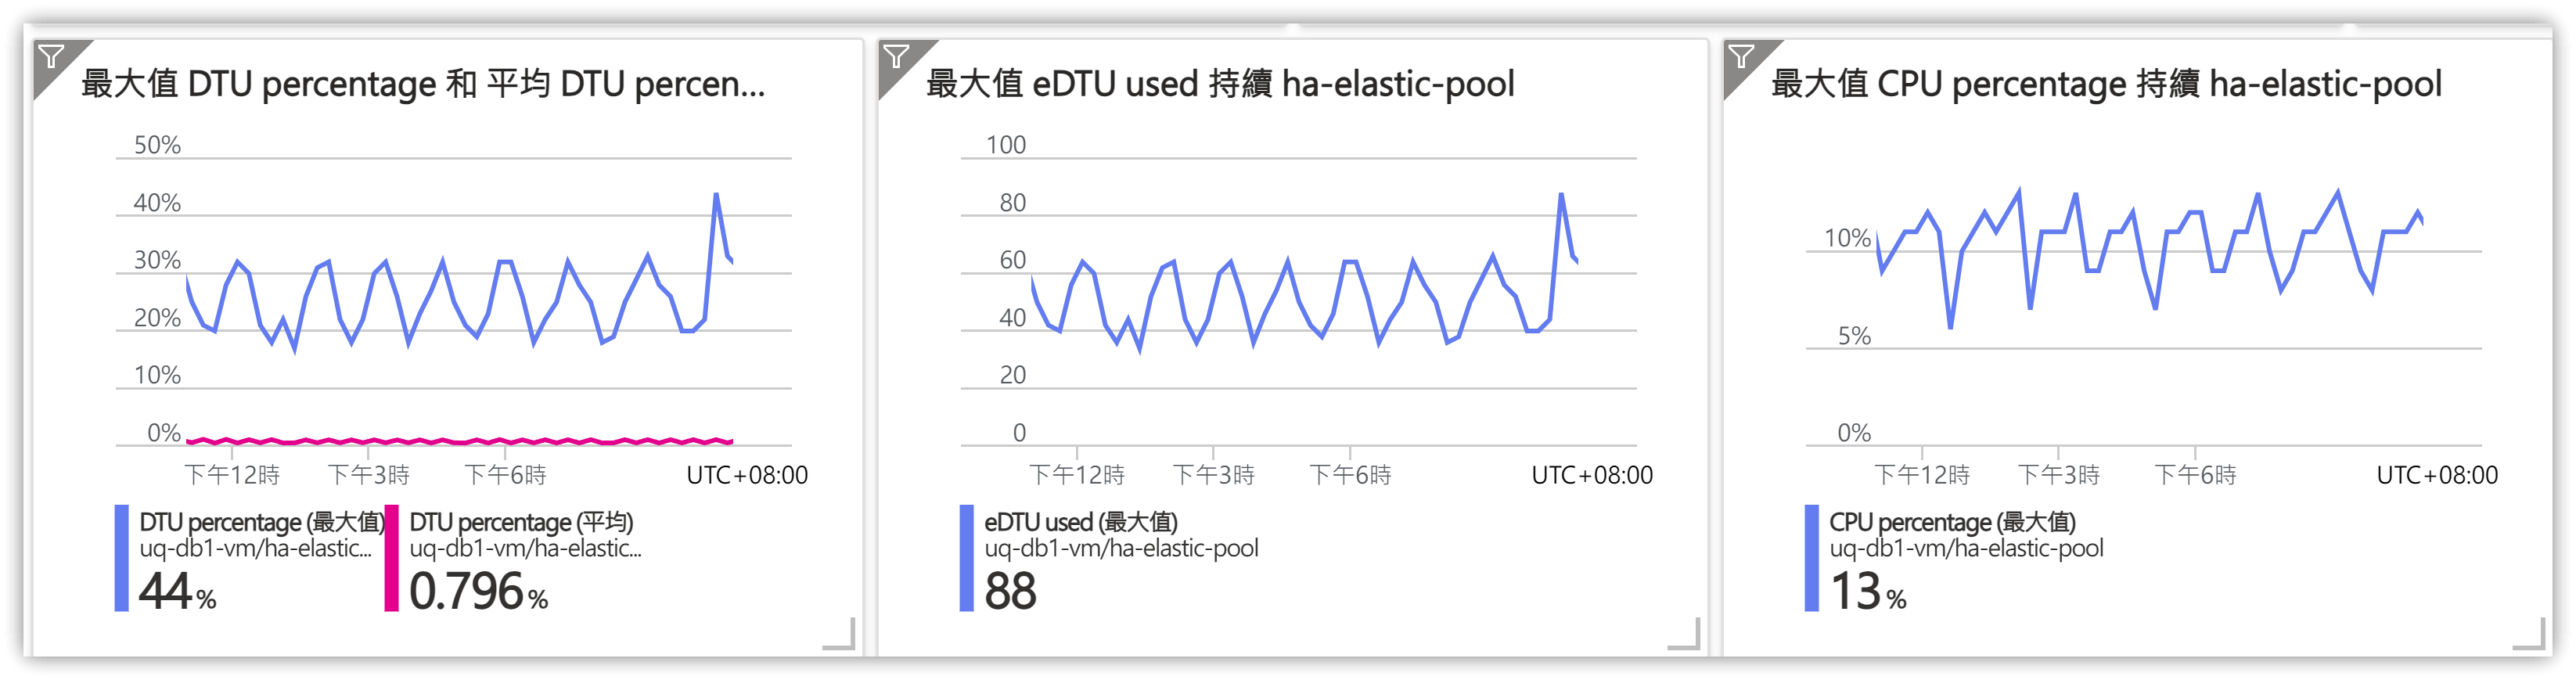 最大值 DTU percentage 和 平均 DTU percen...
50%
40%
30%
20%
10%
0%
下午12時 下午3時 下午6時 UTC+08:00
DTU percentage (最大值)
uq-db1-vm/ha-elastic...
44 %
DTU percentage (平均)
uq-db1-vm/ha-elastic...
0.796 %
最大值 eDTU used 持續 ha-elastic-pool
100
80
60
40
20
0
下午12時 下午3時 下午6時 UTC+08:00
eDTU used (最大值)
uq-db1-vm/ha-elastic-pool
88
最大值 CPU percentage 持續 ha-elastic-pool
10%
5%
0%
下午12時 下午3時 下午6時 UTC+08:00
CPU percentage (最大值)
uq-db1-vm/ha-elastic-pool
13 %